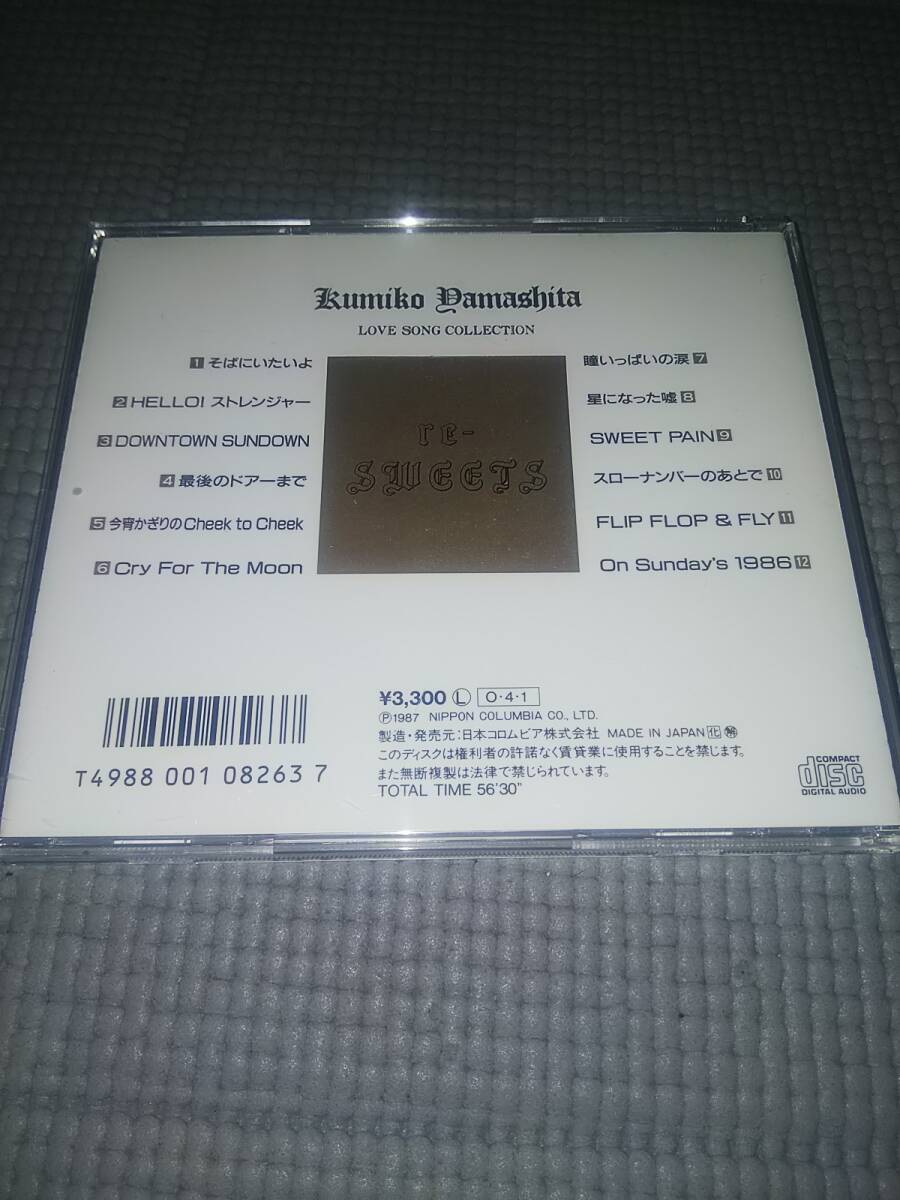 Kumiko Yamashita
LOVE SONG COLLECTION
1 そばにいたいよ
2 HELLO! ストレンジャー
3 DOWNTOWN SUNDOWN
4 最後のドアーまで
5 今宵かぎりのCheek to Cheek
6 Cry For The Moon
re-
SWEETS
瞳いっぱいの涙 7
星になった嘘 8
SWEET PAIN 9
スローナンバーのあとで 10
FLIP FLOP & FLY 11
On Sunday's 1986 12
T4988 001 08263 7
¥3,300 Ⓛ O・4・1
Ⓟ1987 NIPPON COLUMBIA CO., LTD.
製造・発売元:日本コロムビア株式会社 MADE IN JAPAN
このディスクは権利者の許諾なく賃貸業に使用することを禁じます。
また無断複製は法律で禁じられています。
TOTAL TIME 56'30"
COMPACT
disc
DIGITAL AUDIO